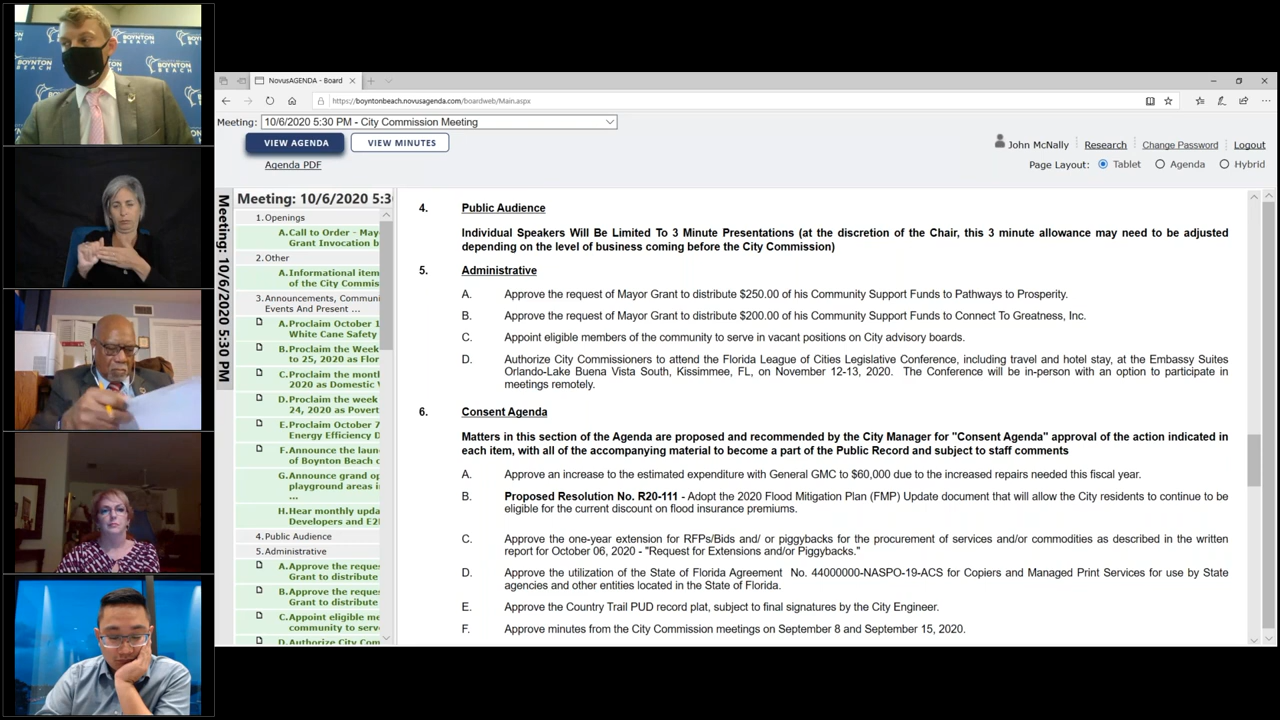 BOYNTON
BEACH
BOYNTON
BEACH
BOYNTON
BEACH
NovusAGENDA - Board
https://boyntonbeach.novusagenda.com/boardweb/Main.aspx
Meeting: 10/6/2020 5:30 PM - City Commission Meeting
VIEW AGENDA VIEW MINUTES
Agenda PDF
John McNally Research Change Password Logout
Page Layout: Tablet Agenda Hybrid
Meeting: 10/6/2020 5:30 PM
Meeting: 10/6/2020 5:3
1.Openings
A.Call to Order - May
Grant Invocation b
2.Other
A.Informational item
of the City Commis
3.Announcements, Communi
Events And Present ...
A.Proclaim October 1
White Cane Safety
B.Proclaim the Week
to 25, 2020 as Flor
C.Proclaim the month
2020 as Domestic V
D.Proclaim the week
24, 2020 as Povert
E.Proclaim October 7
Energy Efficiency D
F.Announce the laun
of Boynton Beach c
G.Announce grand op
playground areas i
...
H.Hear monthly upda
Developers and E2
4.Public Audience
5.Administrative
A.Approve the reque
Grant to distribute
B.Approve the reque
Grant to distribute
C.Appoint eligible me
community to serve
D.Authorize City Com
4. Public Audience
Individual Speakers Will Be Limited To 3 Minute Presentations (at the discretion of the Chair, this 3 minute allowance may need to be adjusted
depending on the level of business coming before the City Commission)
5. Administrative
A. Approve the request of Mayor Grant to distribute $250.00 of his Community Support Funds to Pathways to Prosperity.
B. Approve the request of Mayor Grant to distribute $200.00 of his Community Support Funds to Connect To Greatness, Inc.
C. Appoint eligible members of the community to serve in vacant positions on City advisory boards.
D. Authorize City Commissioners to attend the Florida League of Cities Legislative Conference, including travel and hotel stay, at the Embassy Suites
Orlando-Lake Buena Vista South, Kissimmee, FL, on November 12-13, 2020. The Conference will be in-person with an option to participate in
meetings remotely.
6. Consent Agenda
Matters in this section of the Agenda are proposed and recommended by the City Manager for "Consent Agenda" approval of the action indicated in
each item, with all of the accompanying material to become a part of the Public Record and subject to staff comments
A. Approve an increase to the estimated expenditure with General GMC to $60,000 due to the increased repairs needed this fiscal year.
B. Proposed Resolution No. R20-111 - Adopt the 2020 Flood Mitigation Plan (FMP) Update document that will allow the City residents to continue to be
eligible for the current discount on flood insurance premiums.
C. Approve the one-year extension for RFPs/Bids and/ or piggybacks for the procurement of services and/or commodities as described in the written
report for October 06, 2020 - "Request for Extensions and/or Piggybacks."
D. Approve the utilization of the State of Florida Agreement No. 44000000-NASPO-19-ACS for Copiers and Managed Print Services for use by State
agencies and other entities located in the State of Florida.
E. Approve the Country Trail PUD record plat, subject to final signatures by the City Engineer.
F. Approve minutes from the City Commission meetings on September 8 and September 15, 2020.